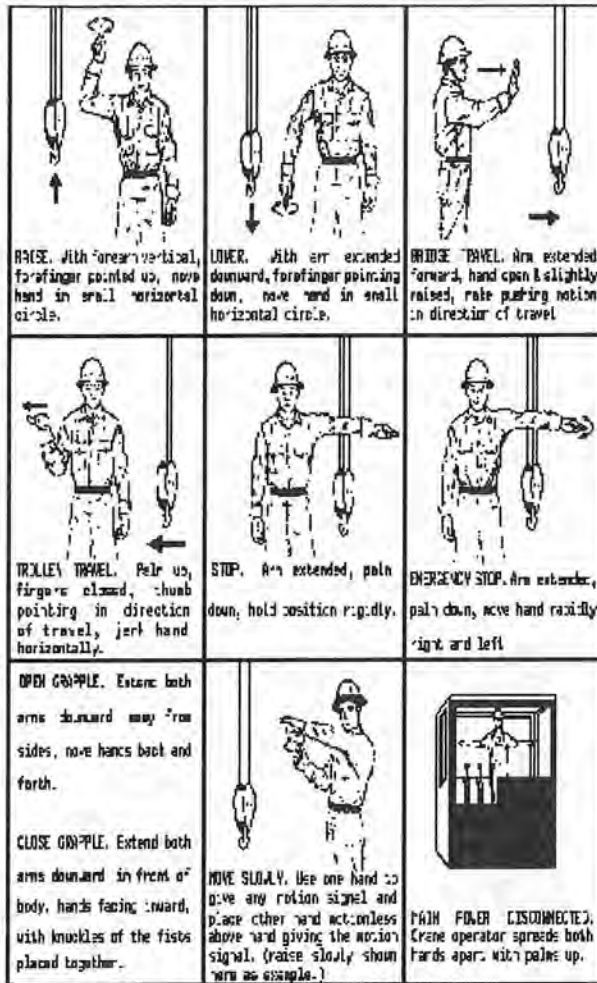 RAISE. With forearm vertical,
forefinger pointed up, move
hand in small horizontal
circle.
LOWER. With arm extended
downward, forefinger pointing
down, move hand in small
horizontal circle.
BRIDGE TRAVEL. Arm extended
forward, hand open & slightly
raised, make pushing motion
in direction of travel
TROLLEY TRAVEL. Palm up,
fingers closed, thumb
pointing in direction
of travel, jerk hand
horizontally.
STOP. Arm extended, palm
down, hold position rigidly.
EMERGENCY STOP. Arm extended,
palm down, move hand rapidly
right and left
OPEN GRAPPLE. Extend both
arms downward away from
sides, move hands back and
forth.
CLOSE GRAPPLE. Extend both
arms downward in front of
body, hands facing inward,
with knuckles of the fists
placed together.
MOVE SLOWLY. Use one hand to
give any motion signal and
place other hand motionless
above hand giving the motion
signal. (raise slowly shown
here as example.)
MAIN POWER DISCONNECTED.
Crane operator spreads both
hands apart with palms up.